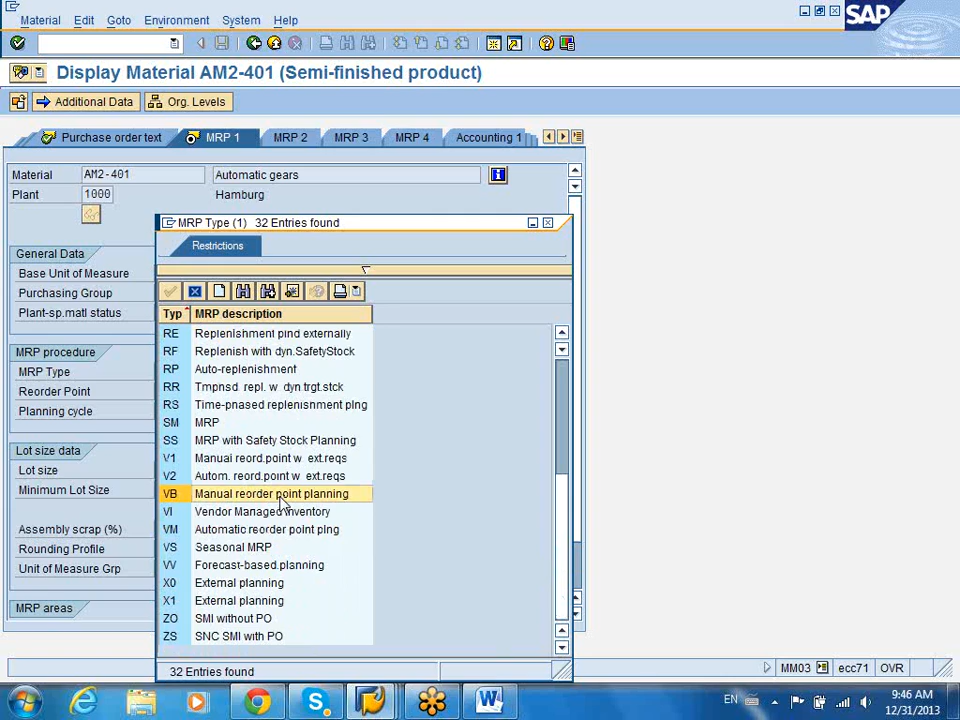 Material Edit Goto Environment System Help
SAP
Display Material AM2-401 (Semi-finished product)
Additional Data Org. Levels
Purchase order text MRP 1 MRP 2 MRP 3 MRP 4 Accounting 1
Material AM2-401 Automatic gears
Plant 1000 Hamburg
MRP Type (1) 32 Entries found
Restrictions
General Data
Base Unit of Measure
Purchasing Group
Plant-sp.matl status
MRP procedure
MRP Type
Reorder Point
Planning cycle
Lot size data
Lot size
Minimum Lot Size
Assembly scrap (%)
Rounding Profile
Unit of Measure Grp
MRP areas
Typ MRP description
RE Replenlshment plnd externally
RF Replenish with dyn.SafetyStock
RP Auto-replenishment
RR Tmpnsd. repl. w. dyn.trgt.stck
RS Time-pnased replenisnment plng
SM MRP
SS MRP with Safety Stock Planning
V1 Manual reord.point w. ext.reqs
V2 Autom. reord.point w. ext.reqs
VB Manual reorder point planning
VI Vendor Managed Inventory
VM Automatic reorder point plng
VS Seasonal MRP
VV Forecast-based planning
X0 External planning
X1 External planning
ZO SMI without PO
ZS SNC SMI with PO
32 Entries found
MM03 ecc71 OVR
EN
9:46 AM
12/31/2013